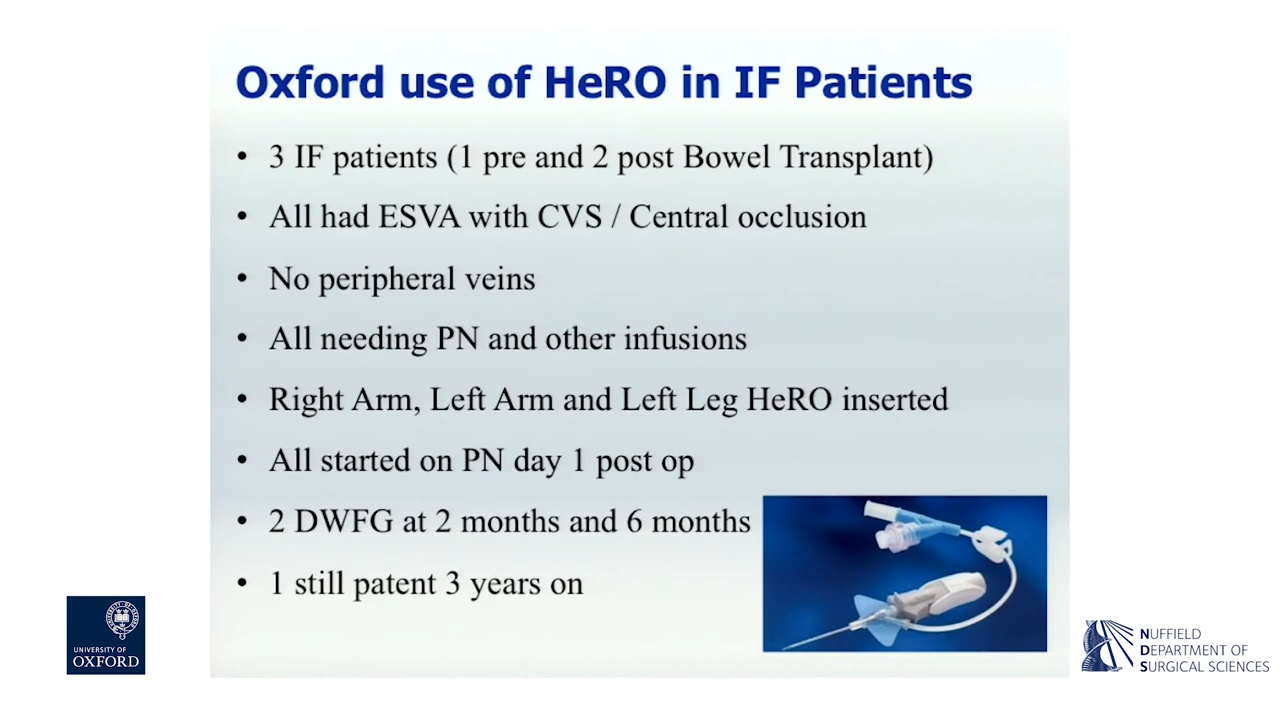 Oxford use of HeRO in IF Patients
• 3 IF patients (1 pre and 2 post Bowel Transplant)
• All had ESVA with CVS / Central occlusion
• No peripheral veins
• All needing PN and other infusions
• Right Arm, Left Arm and Left Leg HeRO inserted
• All started on PN day 1 post op
• 2 DWFG at 2 months and 6 months
• 1 still patent 3 years on
UNIVERSITY OF
OXFORD
NUFFIELD
DEPARTMENT OF
SURGICAL SCIENCES